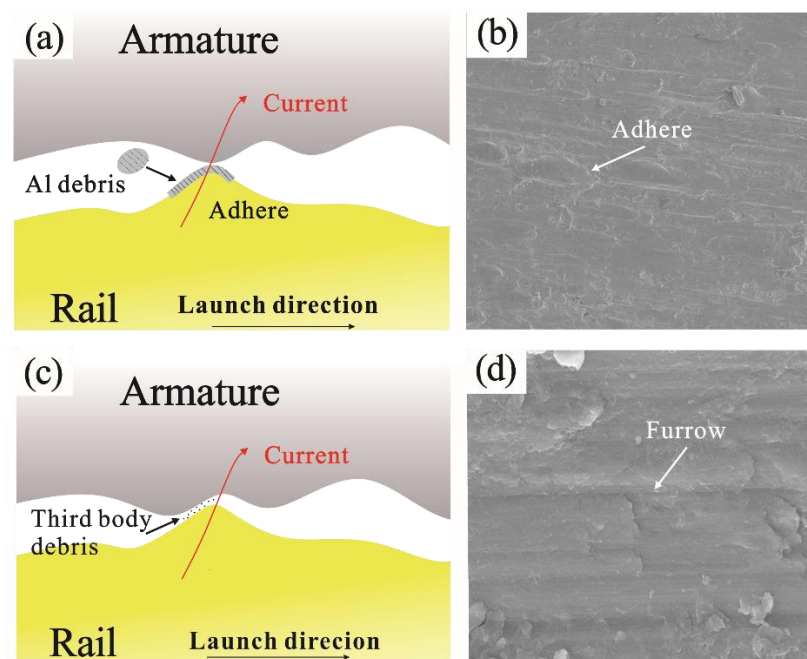 (a)
Armature
Current
Al debris
Adhere
Rail
Launch direction
(b)
Adhere
(c)
Armature
Current
Third body
debris
Rail
Launch direcion
(d)
Furrow